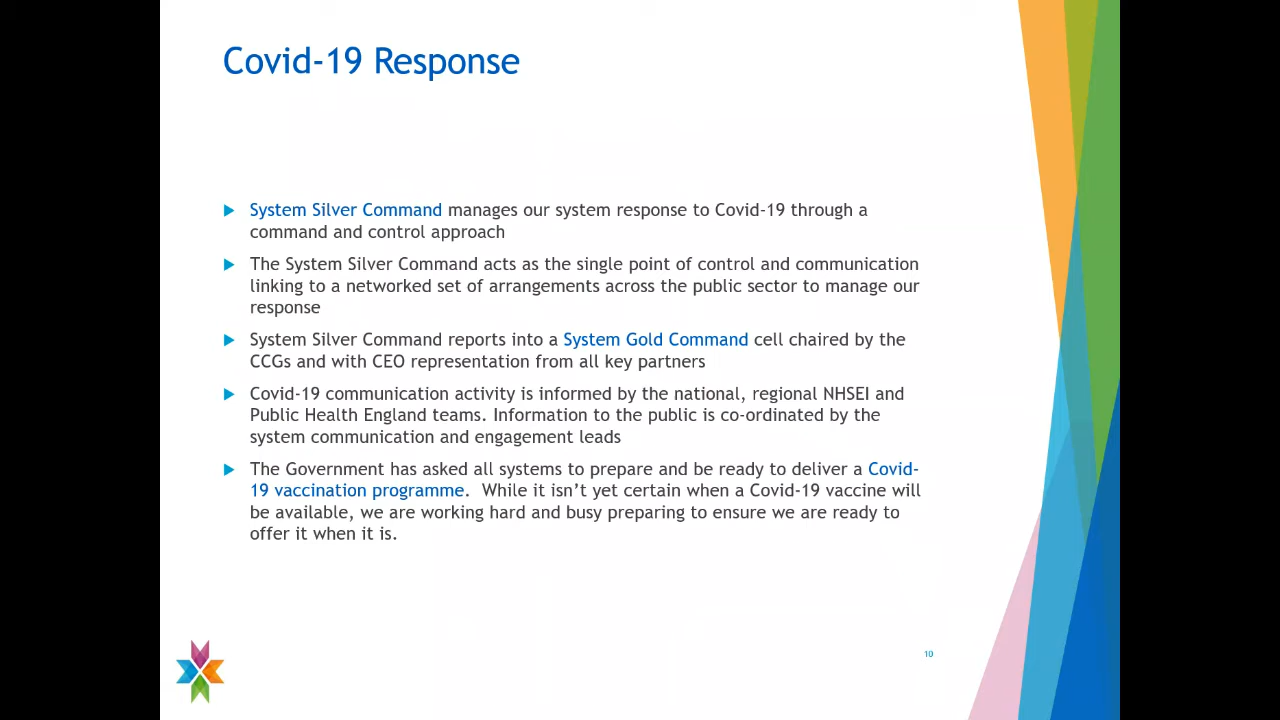 Covid-19 Response
System Silver Command manages our system response to Covid-19 through a
command and control approach
The System Silver Command acts as the single point of control and communication
linking to a networked set of arrangements across the public sector to manage our
response
System Silver Command reports into a System Gold Command cell chaired by the
CCGs and with CEO representation from all key partners
Covid-19 communication activity is informed by the national, regional NHSEI and
Public Health England teams. Information to the public is co-ordinated by the
system communication and engagement leads
The Government has asked all systems to prepare and be ready to deliver a Covid-
19 vaccination programme.  While it isn’t yet certain when a Covid-19 vaccine will
be available, we are working hard and busy preparing to ensure we are ready to
offer it when it is.
10